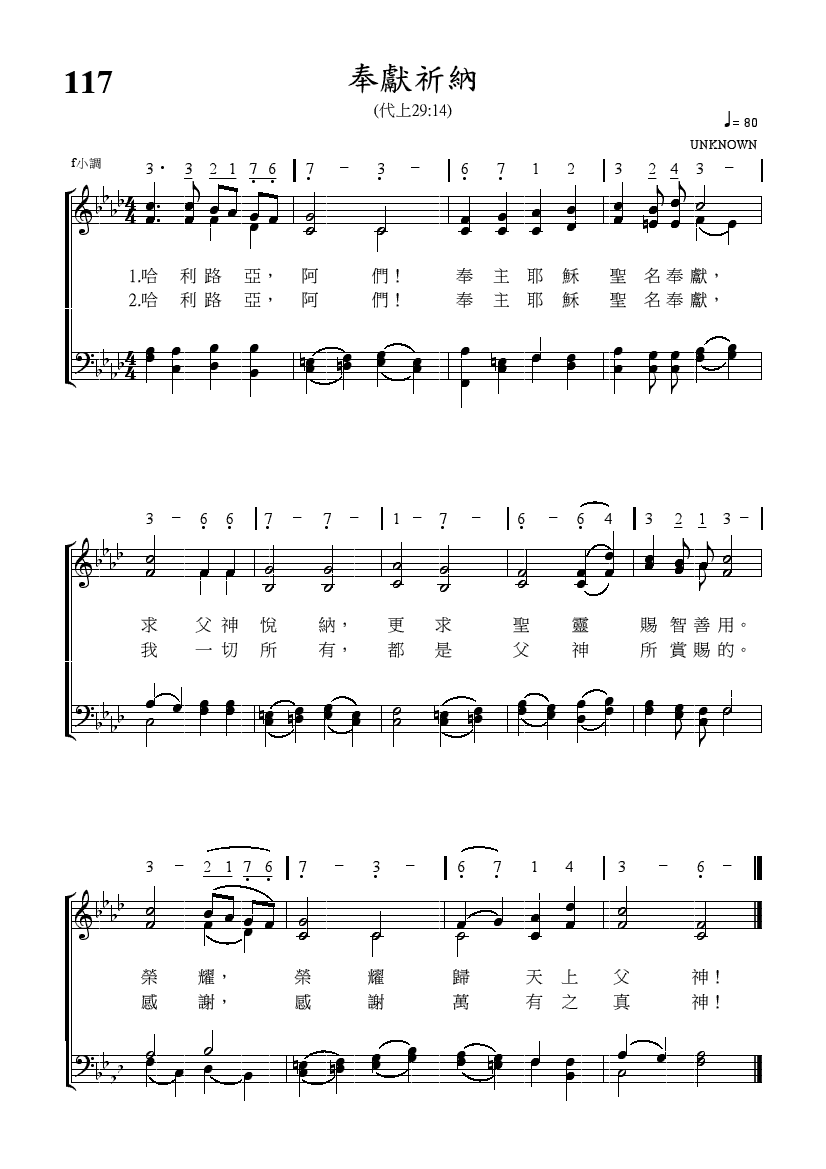 117
奉獻祈納
(代上29:14)
♩= 80
UNKNOWN
f小調
3· 3 2 1 7 6 | 7 – 3 – | 6 7 1 2 | 3 2 4 3 – |
1.哈利路亞，阿們！奉主耶穌聖名奉獻，
2.哈利路亞，阿們！奉主耶穌聖名奉獻，
3 – 6 6 | 7 – 7 – | 1 – 7 – | 6 – 6 4 | 3 2 1 3 – |
求父神悅納，更求聖靈賜智善用。
我一切所有，都是父神所賞賜的。
3 – 2 1 7 6 | 7 – 3 – | 6 7 1 4 | 3 – 6 – ‖
榮耀，榮耀歸天上父神！
感謝，感謝萬有之真神！